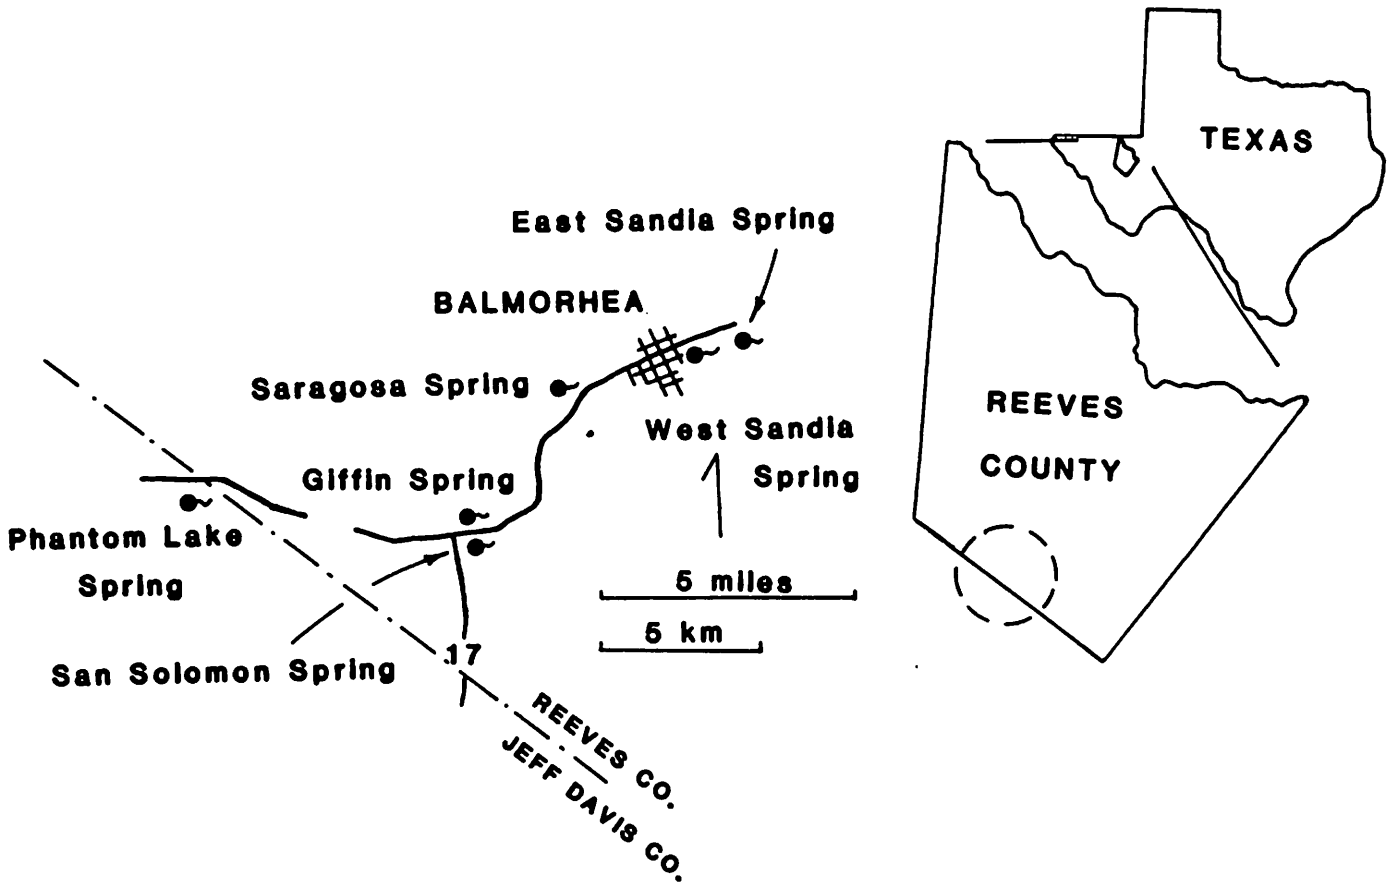 TEXAS
East Sandia Spring
BALMORHEA
Saragosa Spring
West Sandia
Spring
Giffin Spring
Phantom Lake
Spring
5 miles
5 km
San Solomon Spring
17
REEVES CO.
JEFF DAVIS CO.
REEVES
COUNTY